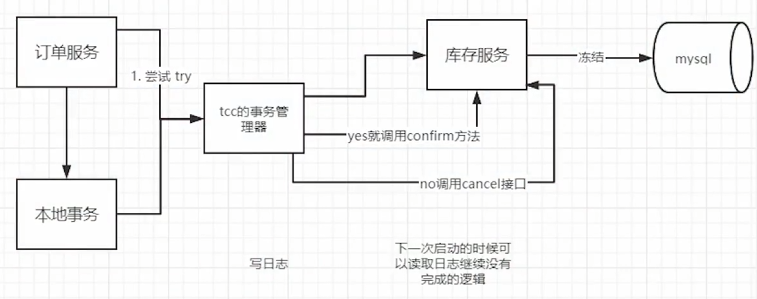 订单服务
1. 尝试 try
本地事务
tcc的事务管
理器
库存服务
冻结
mysql
yes就调用confirm方法
no调用cancel接口
写日志
下一次启动的时候可
以读取日志继续没有
完成的逻辑